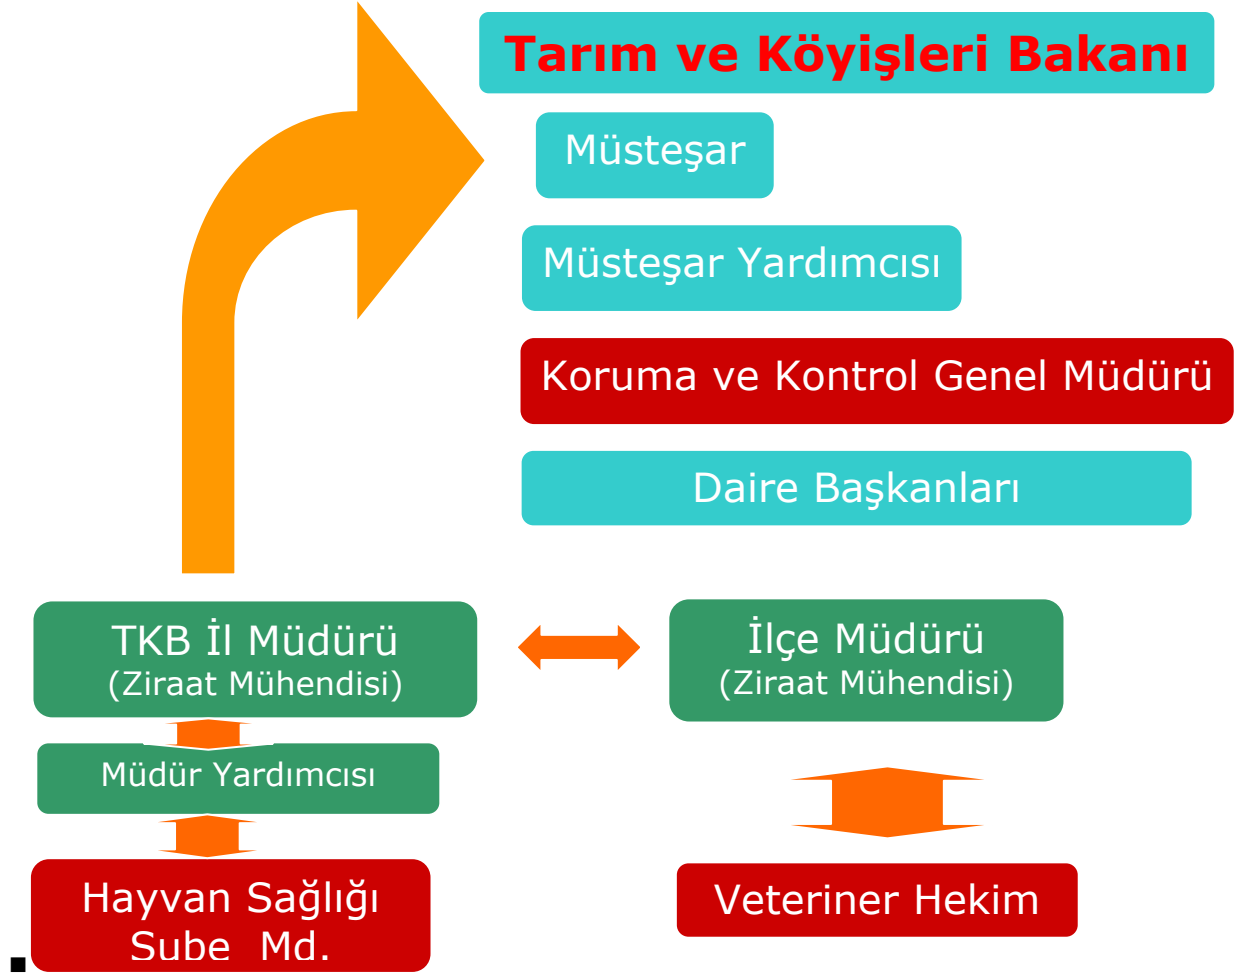 Tarım ve Köyişleri Bakanı
Müsteşar
Müsteşar Yardımcısı
Koruma ve Kontrol Genel Müdürü
Daire Başkanları
TKB İl Müdürü
(Ziraat Mühendisi)
İlçe Müdürü
(Ziraat Mühendisi)
Müdür Yardımcısı
Hayvan Sağlığı
Sube Md.
Veteriner Hekim